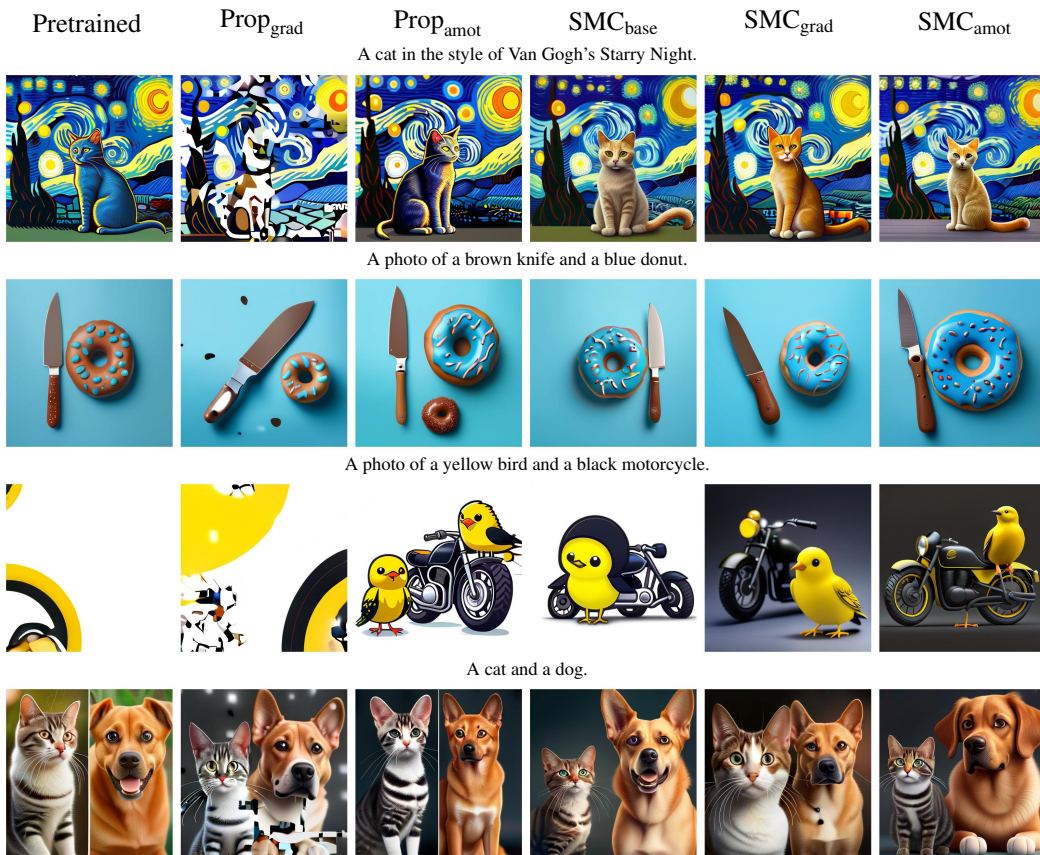 Pretrained Prop_grad Prop_amot SMC_base SMC_grad SMC_amot
A cat in the style of Van Gogh's Starry Night.
A photo of a brown knife and a blue donut.
A photo of a yellow bird and a black motorcycle.
A cat and a dog.